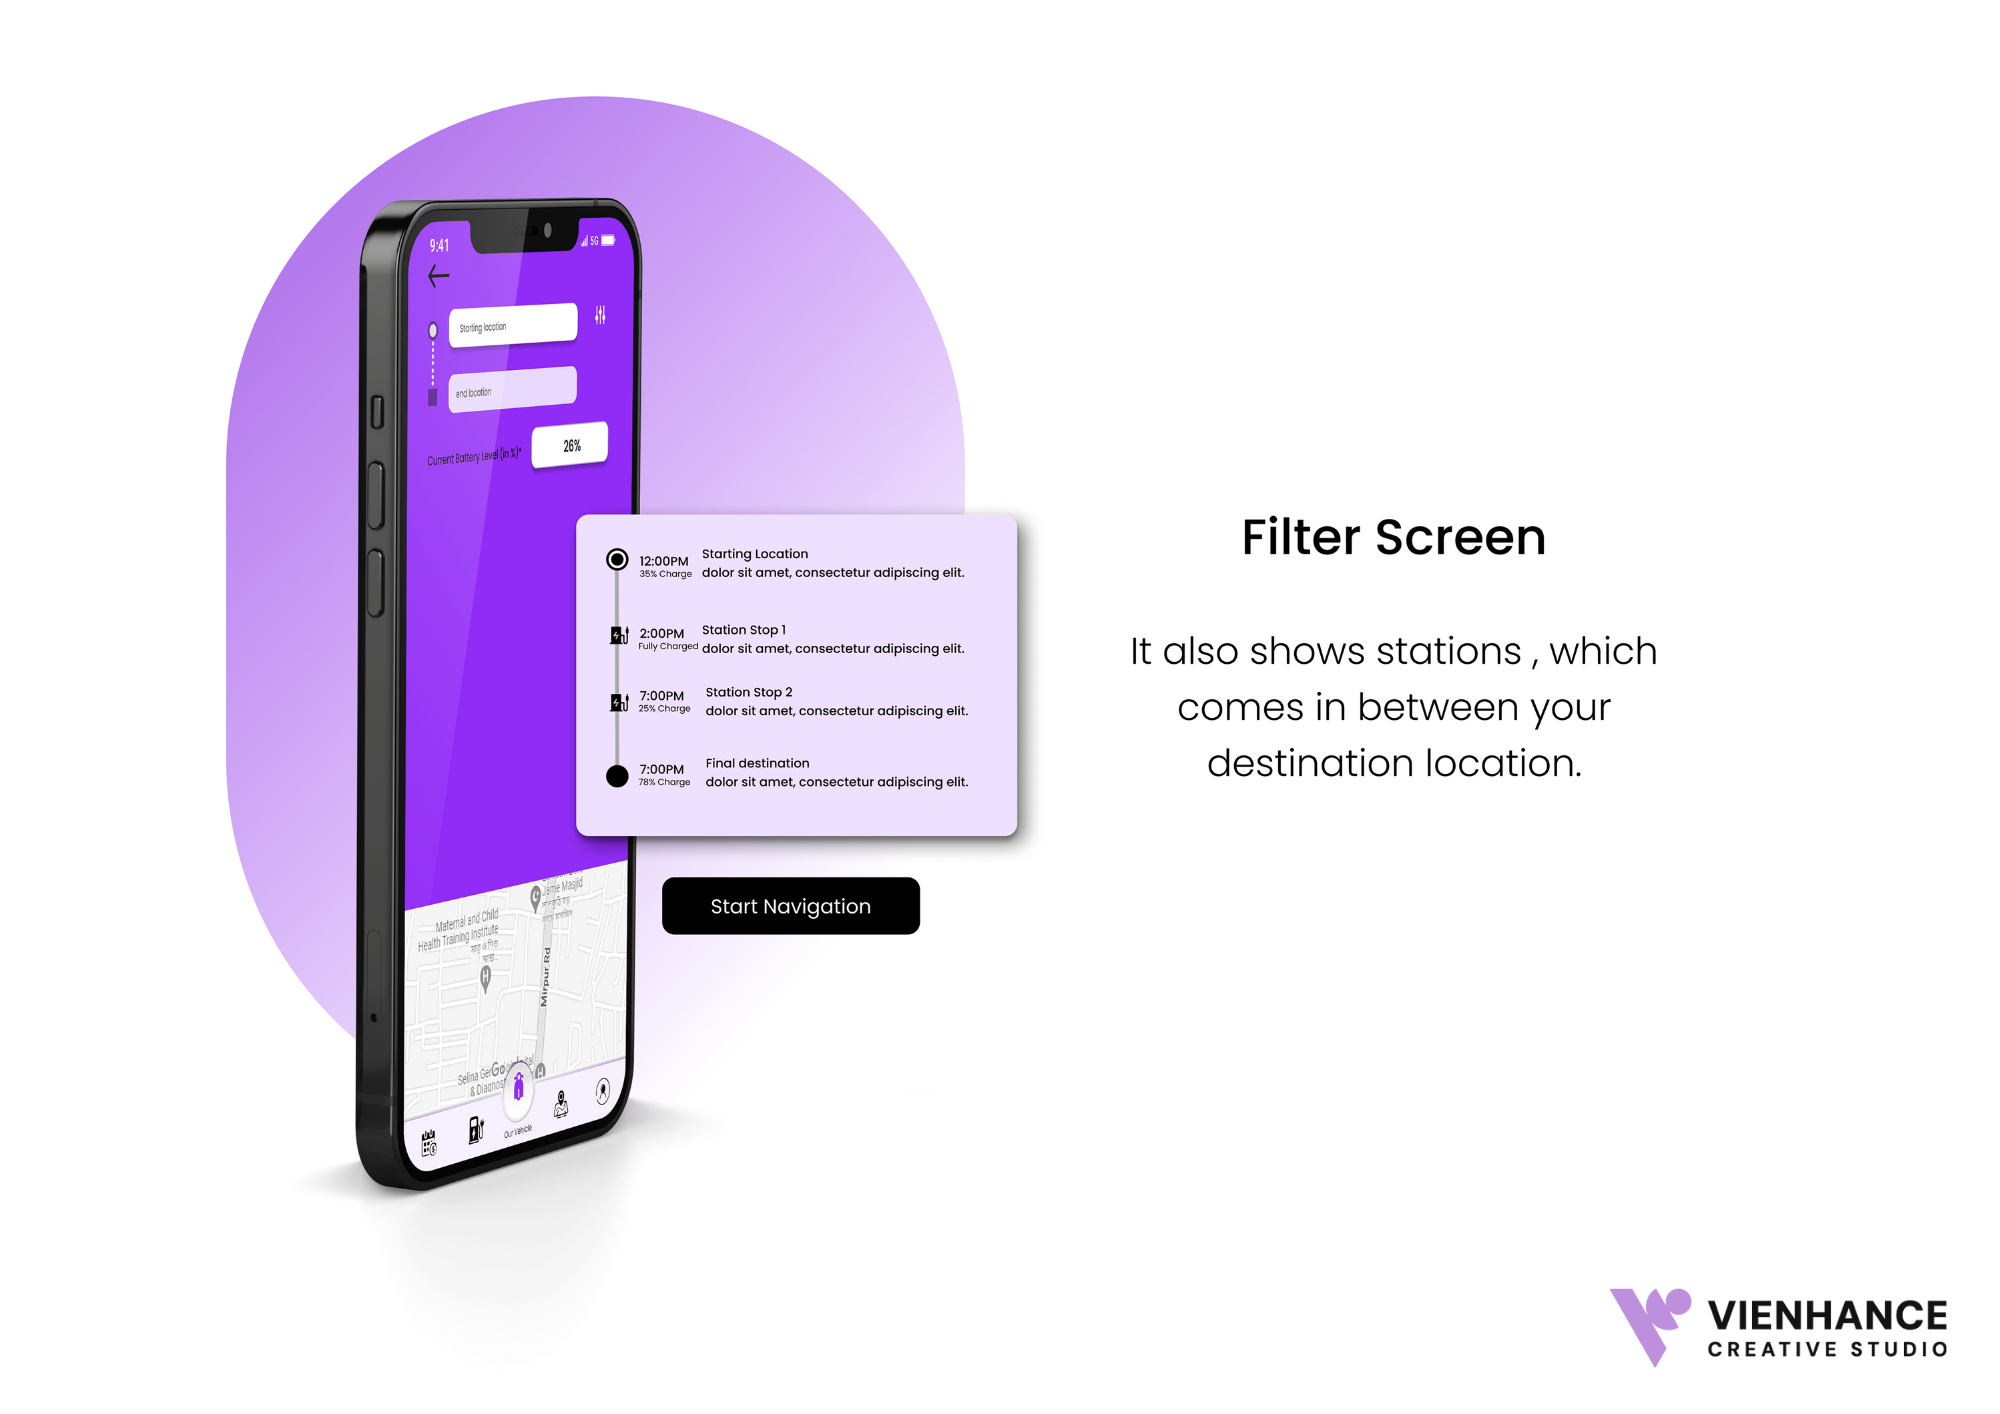 9:41
5G
Starting location
end location
Current Battery Level (in %)*
26%
12:00PM
35% Charge
Starting Location
dolor sit amet, consectetur adipiscing elit.
2:00PM
Fully Charged
Station Stop 1
dolor sit amet, consectetur adipiscing elit.
7:00PM
25% Charge
Station Stop 2
dolor sit amet, consectetur adipiscing elit.
7:00PM
78% Charge
Final destination
dolor sit amet, consectetur adipiscing elit.
Start Navigation
Jame Masjid
Maternal and Child
Health Training Institute
মাতৃ ও শিশু
Mirpur Rd
Selina
& Diagnos
Our Vehicle
Filter Screen
It also shows stations , which
comes in between your
destination location.
VIENHANCE
CREATIVE STUDIO